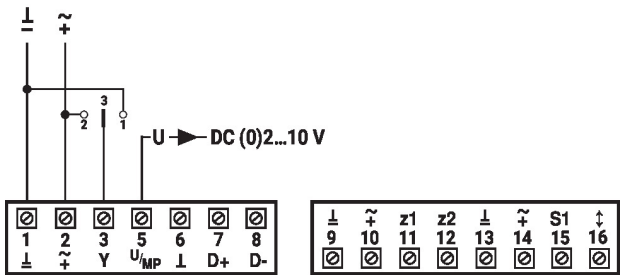 ⊥ ~
− +
3
2 1
U DC (0)2...10 V
1 2 3 5 6 7 8
⊥ ~+ Y U/MP ⊥ D+ D-
⊥ ~+ z1 z2 ⊥ ~+ S1 ↕
9 10 11 12 13 14 15 16